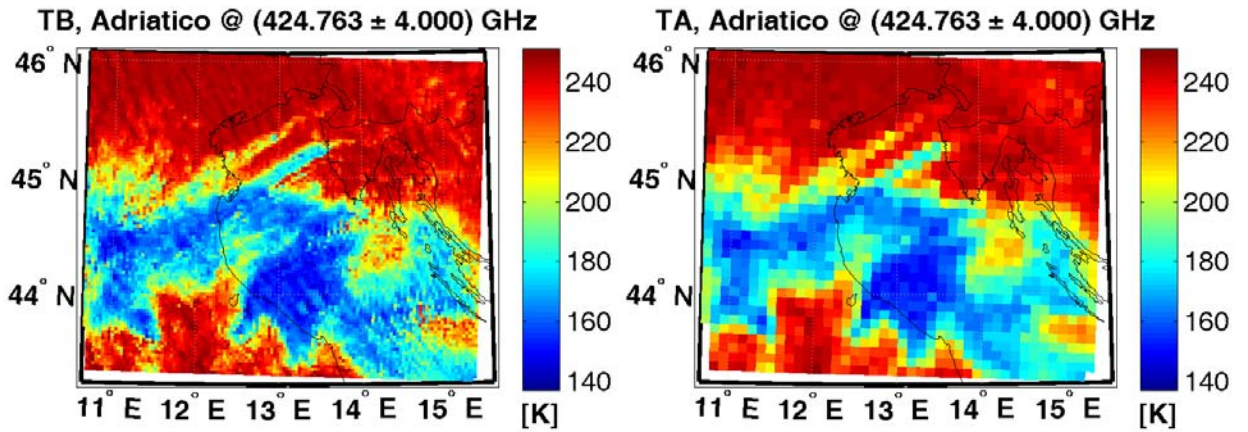 TB, Adriatico @ (424.763 ± 4.000) GHz
46° N
45° N
44° N
11° E 12° E 13° E 14° E 15° E
240
220
200
180
160
140
[K]
TA, Adriatico @ (424.763 ± 4.000) GHz
46° N
45° N
44° N
11° E 12° E 13° E 14° E 15° E
240
220
200
180
160
140
[K]